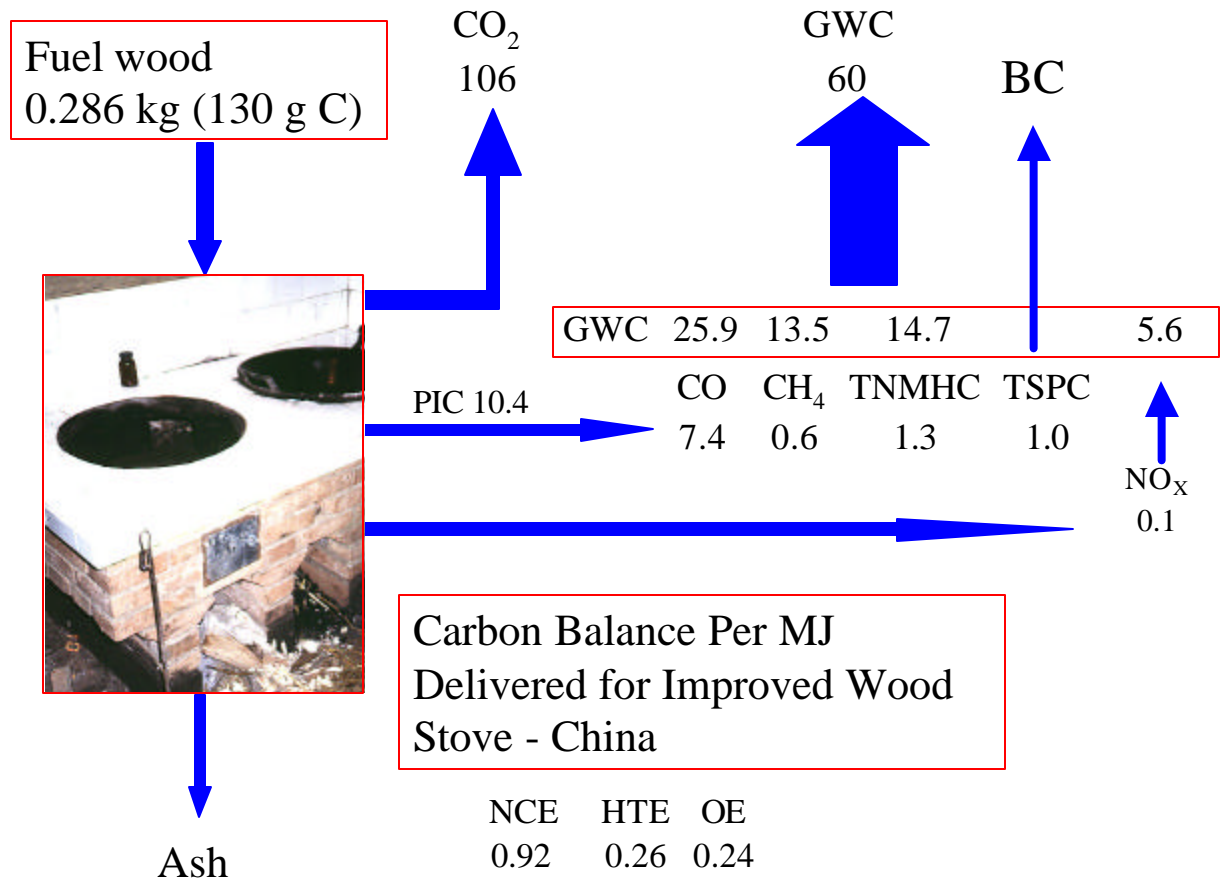 Fuel wood
0.286 kg (130 g C)
CO₂
106
GWC
60
BC
GWC 25.9 13.5 14.7 5.6
CO CH₄ TNMHC TSPC
7.4 0.6 1.3 1.0
PIC 10.4
NOₓ
0.1
Carbon Balance Per MJ
Delivered for Improved Wood
Stove - China
NCE HTE OE
0.92 0.26 0.24
Ash